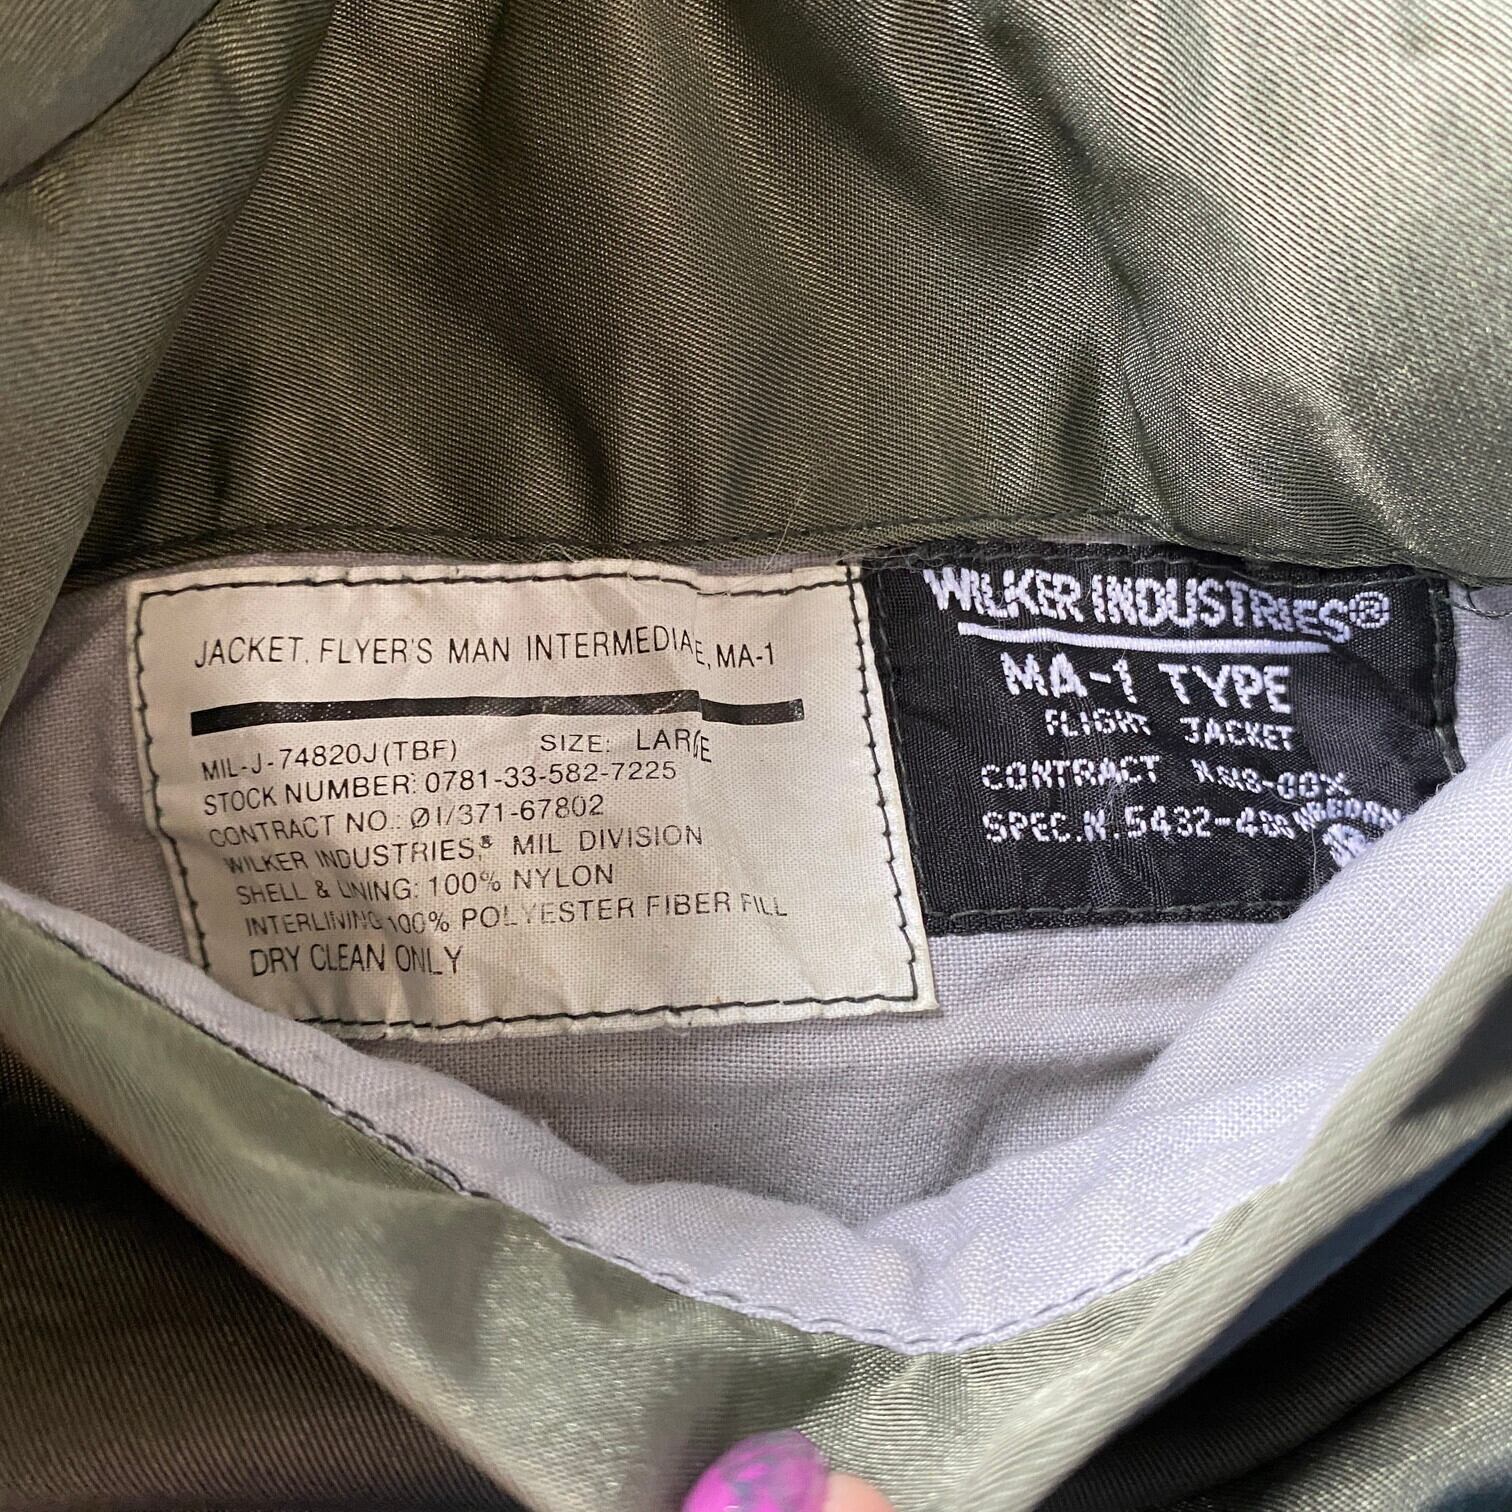 JACKET. FLYER'S MAN INTERMEDIAE, MA-1
MIL-J-74820J(TBF) SIZE: LARGE
STOCK NUMBER: 0781-33-582-7225
CONTRACT NO.: Ø1/371-67802
WILKER INDUSTRIES,® MIL DIVISION
SHELL & LINING: 100% NYLON
INTERLINING 100% POLYESTER FIBER FILL
DRY CLEAN ONLY
WILKER INDUSTRIES®
MA-1 TYPE
FLIGHT JACKET
CONTRACT
SPEC.N.